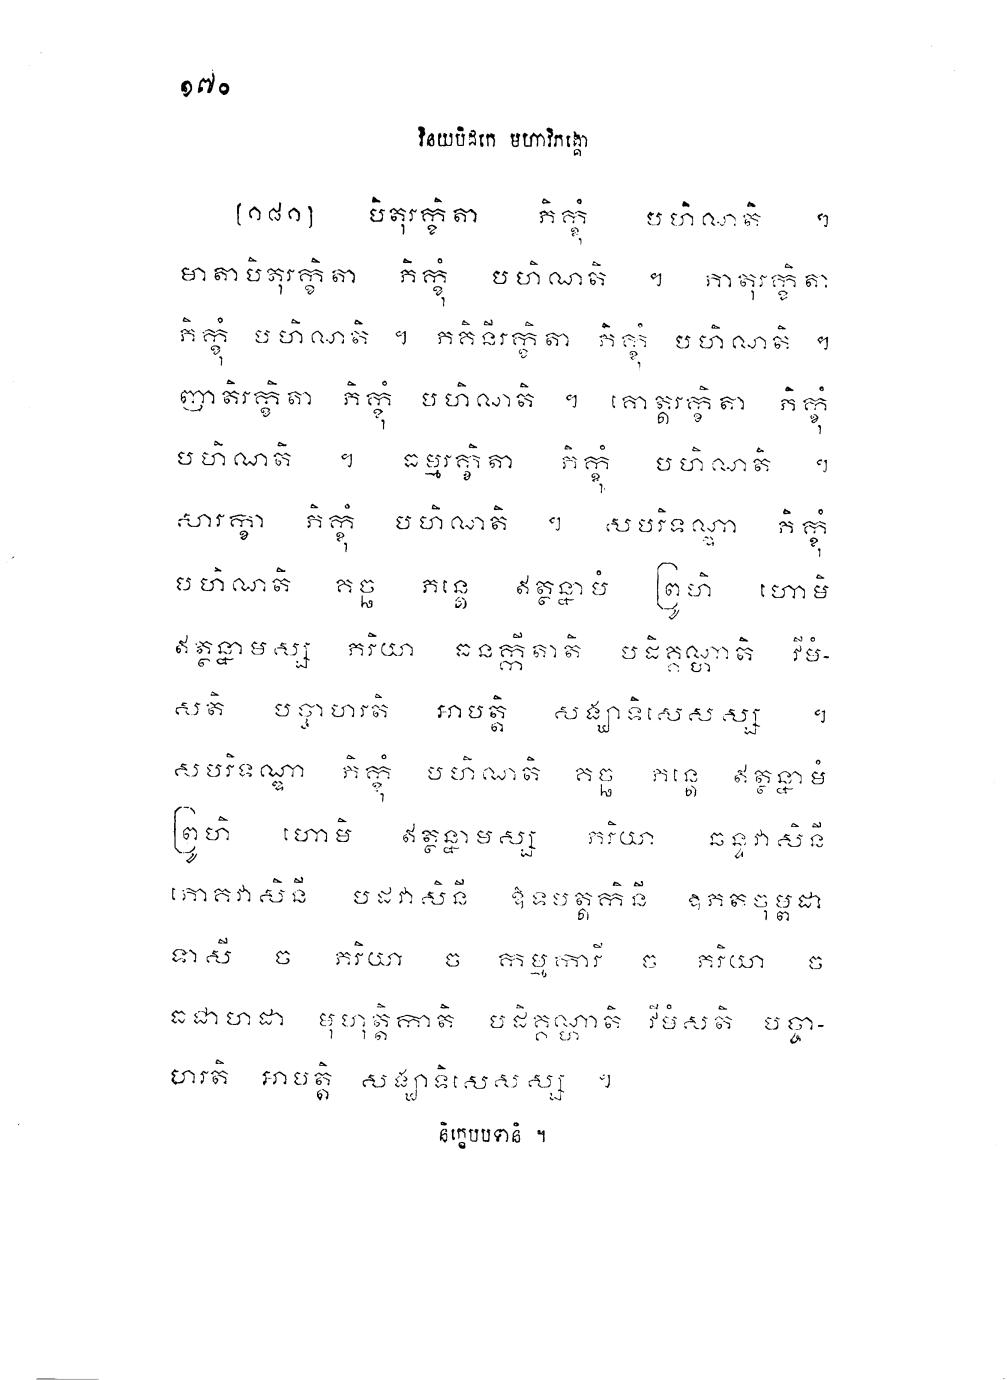 ១៧០
វិនយបិដកេ មហាវិភង្គោ
[១៨១] បិតុរក្ខិតា ភិក្ខុំ បហិណតិ ។
មាតាបិតុរក្ខិតា ភិក្ខុំ បហិណតិ ។ ភាតុរក្ខិតា
ភិក្ខុំ បហិណតិ ។ ភគិនីរក្ខិតា ភិក្ខុំ បហិណតិ ។
ញាតិរក្ខិតា ភិក្ខុំ បហិណតិ ។ គោត្តរក្ខិតា ភិក្ខុំ
បហិណតិ ។ ធម្មរក្ខិតា ភិក្ខុំ បហិណតិ ។
សារក្ខា ភិក្ខុំ បហិណតិ ។ សបរិទណ្ឌា ភិក្ខុំ
បហិណតិ គច្ឆ ភន្តេ ឥត្ថន្នាមំ ព្រូហិ ហោមិ
ឥត្ថន្នាមស្ស ភរិយា ធនក្កីតាតិ បដិគ្គណ្ហាតិ វីមំ-
សតិ បច្ចាហរតិ អាបត្តិ សង្ឃាទិសេសស្ស ។
សបរិទណ្ឌា ភិក្ខុំ បហិណតិ គច្ឆ ភន្តេ ឥត្ថន្នាមំ
ព្រូហិ ហោមិ ឥត្ថន្នាមស្ស ភរិយា ឆន្ទវាសិនី
ភោគវាសិនី បដវាសិនី ឱទបត្តកិនី ឯភតចុម្ពដា
ទាសី ច ភរិយា ច កម្មការី ច ភរិយា ច
ធជាហដា មុហុត្តិកាតិ បដិគ្គណ្ហាតិ វីមំសតិ បច្ចា-
ហរតិ អាបត្តិ សង្ឃាទិសេសស្ស ។
និក្ខេបបទានំ ។